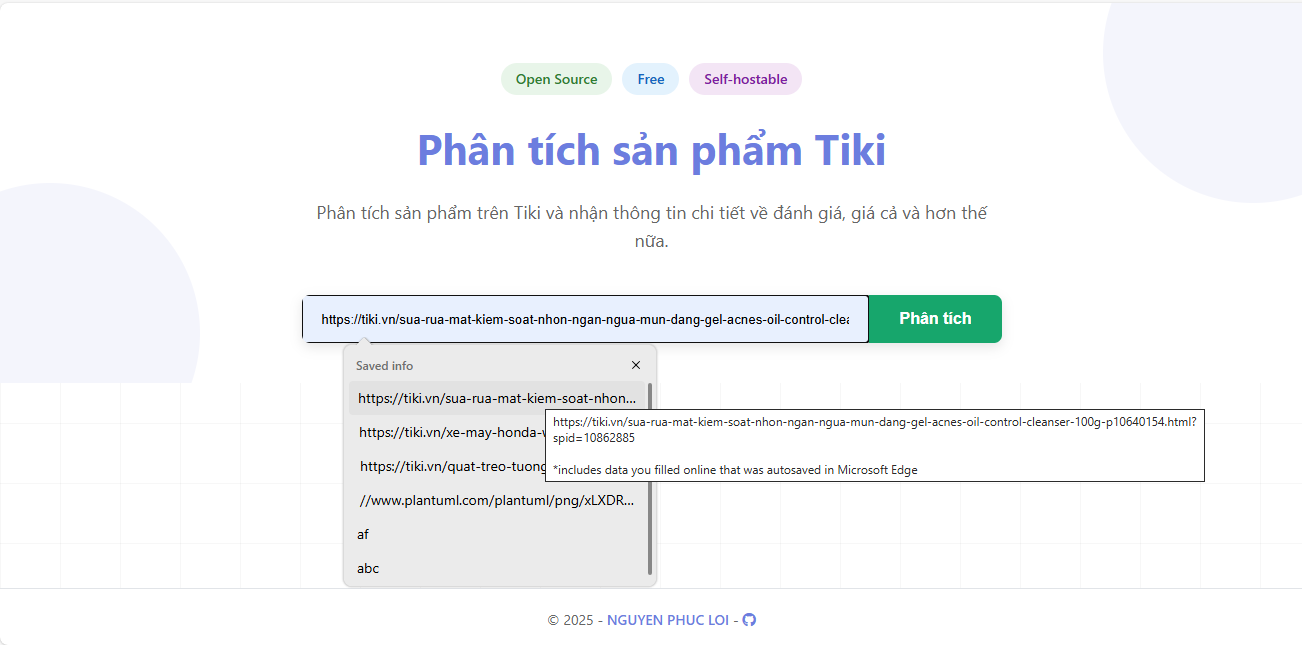 Open Source
Free
Self-hostable
Phân tích sản phẩm Tiki
Phân tích sản phẩm trên Tiki và nhận thông tin chi tiết về đánh giá, giá cả và hơn thế
nữa.
https://tiki.vn/sua-rua-mat-kiem-soat-nhon-ngan-ngua-mun-dang-gel-acnes-oil-control-clea
Phân tích
Saved info
https://tiki.vn/sua-rua-mat-kiem-soat-nhon...
https://tiki.vn/xe-may-honda-
https://tiki.vn/quat-treo-tuong
https://tiki.vn/sua-rua-mat-kiem-soat-nhon-ngan-ngua-mun-dang-gel-acnes-oil-control-cleanser-100g-p10640154.html?
spid=10862885
*includes data you filled online that was autosaved in Microsoft Edge
//www.plantuml.com/plantuml/png/xLXDR...
af
abc
© 2025 - NGUYEN PHUC LOI -